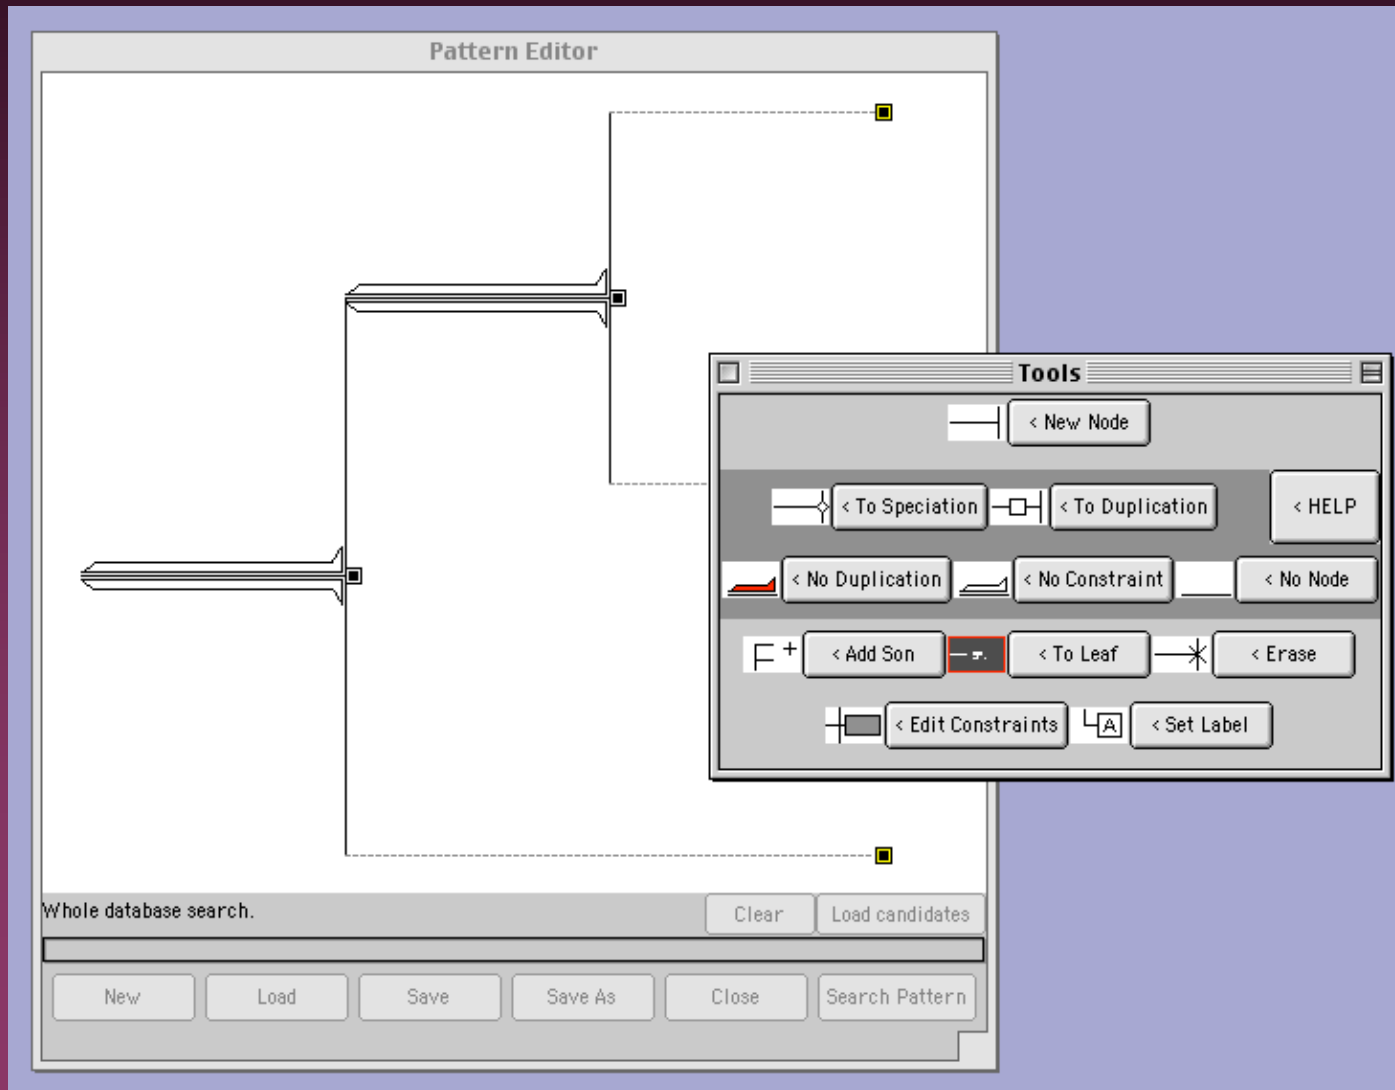 Pattern Editor
Tools
< New Node
< To Speciation
< To Duplication
< HELP
< No Duplication
< No Constraint
< No Node
+
< Add Son
< To Leaf
< Erase
< Edit Constraints
A
< Set Label
Whole database search.
Clear
Load candidates
New
Load
Save
Save As
Close
Search Pattern